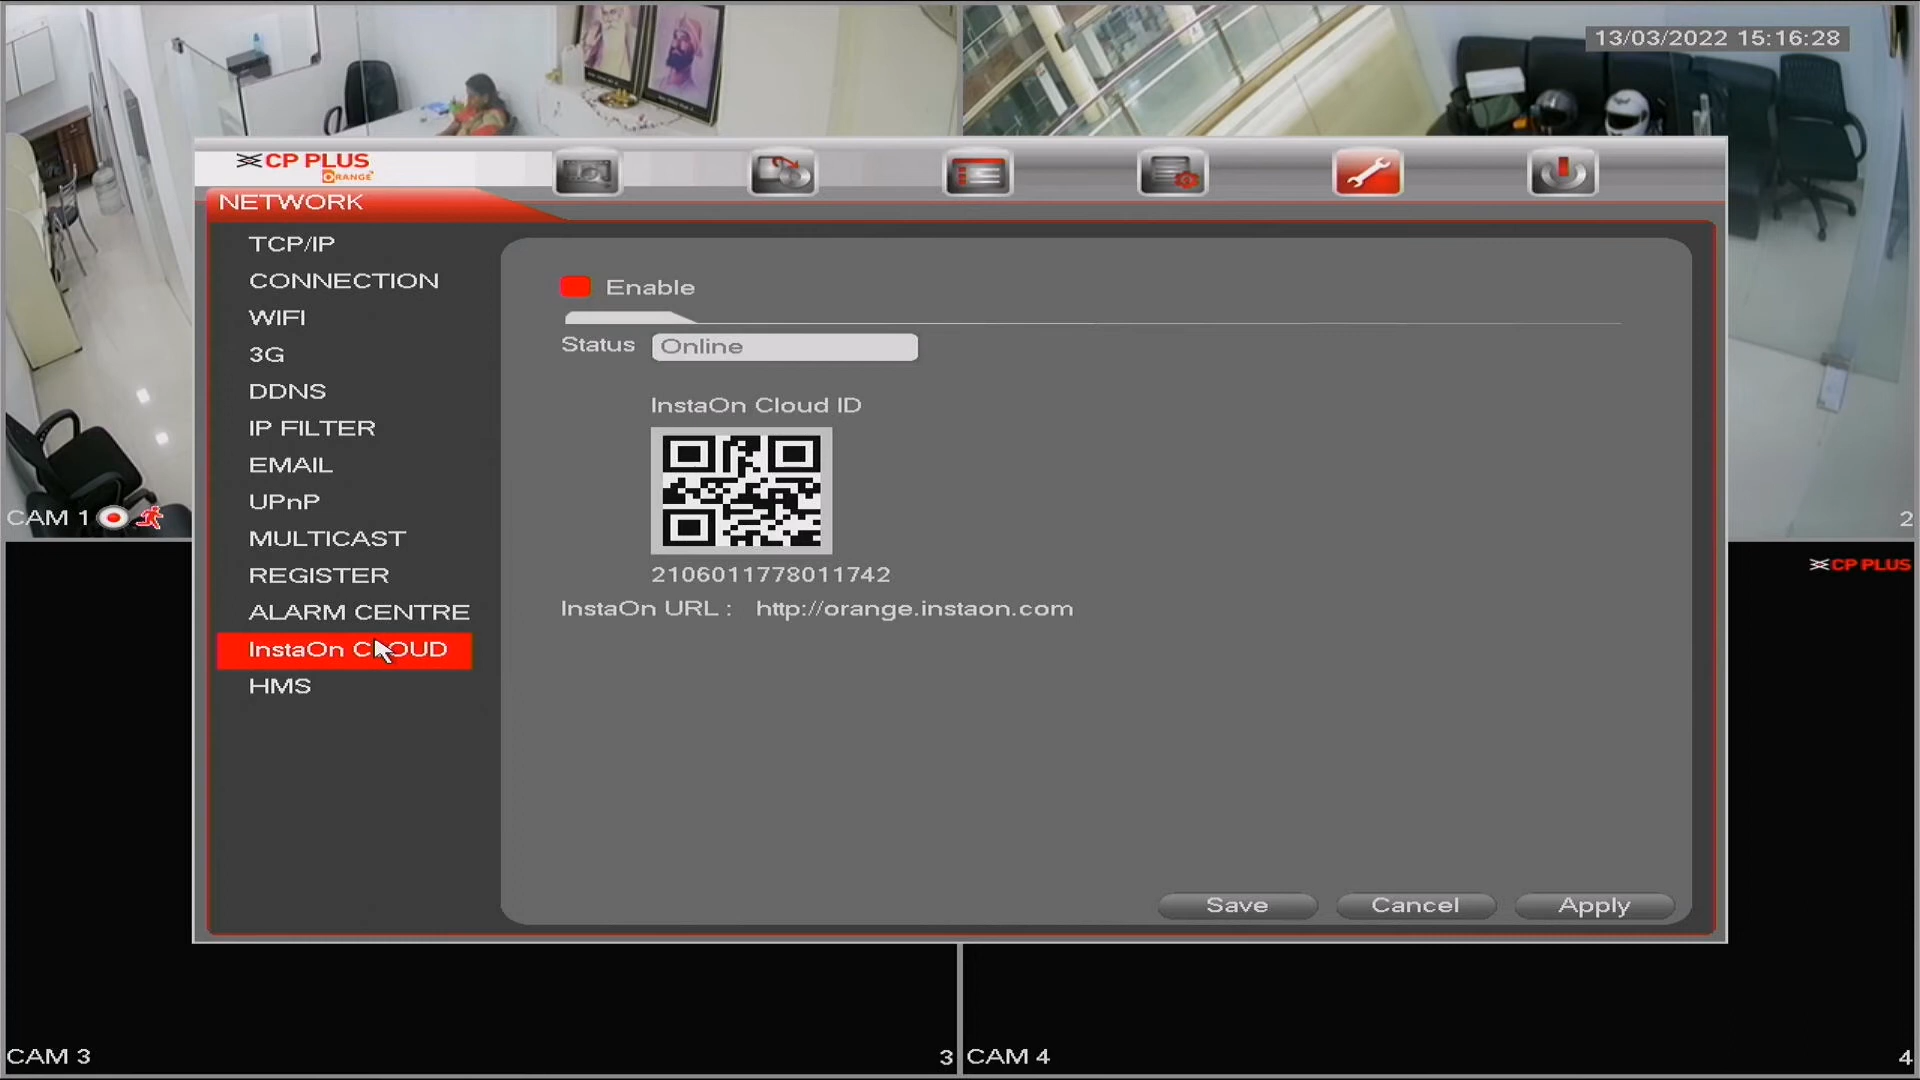 13/03/2022 15:16:28
CP PLUS
ORANGE
NETWORK
TCP/IP
CONNECTION
WIFI
3G
DDNS
IP FILTER
EMAIL
UPnP
MULTICAST
REGISTER
ALARM CENTRE
InstaOn CLOUD
HMS
Enable
Status Online
InstaOn Cloud ID
2106011778011742
InstaOn URL : http://orange.instaon.com
Save Cancel Apply
CAM 1
2
CP PLUS
CAM 3
3
CAM 4
4